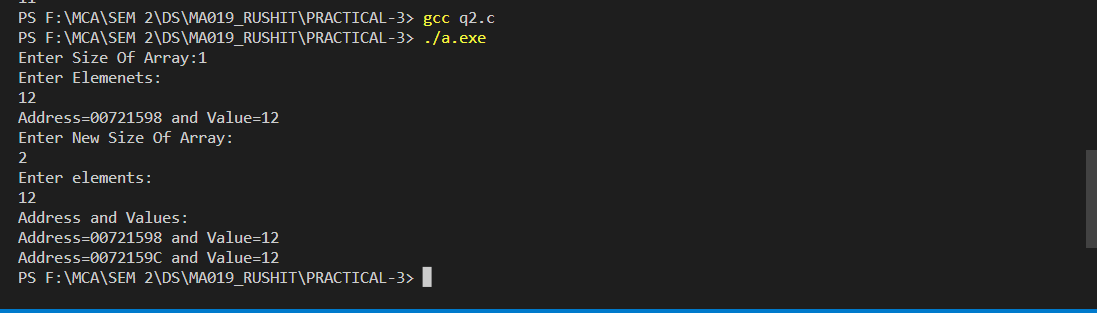 PS F:\MCA\SEM 2\DS\MA019_RUSHIT\PRACTICAL-3> gcc q2.c
PS F:\MCA\SEM 2\DS\MA019_RUSHIT\PRACTICAL-3> ./a.exe
Enter Size Of Array:1
Enter Elemenets:
12
Address=00721598 and Value=12
Enter New Size Of Array:
2
Enter elements:
12
Address and Values:
Address=00721598 and Value=12
Address=0072159C and Value=12
PS F:\MCA\SEM 2\DS\MA019_RUSHIT\PRACTICAL-3>